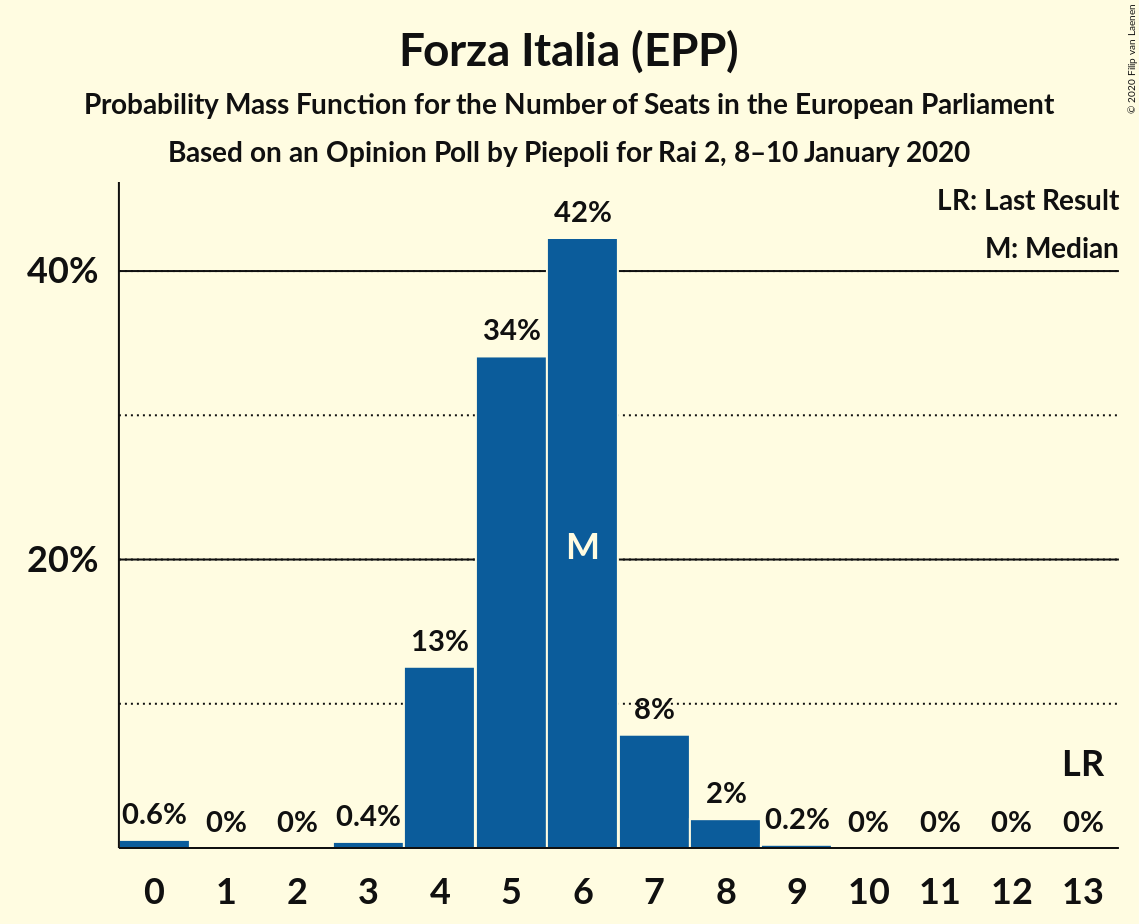 Forza Italia (EPP)
Probability Mass Function for the Number of Seats in the European Parliament
Based on an Opinion Poll by Piepoli for Rai 2, 8–10 January 2020
© 2020 Filip van Laenen
LR: Last Result
M: Median
40%
20%
0.6%
0%
0%
0.4%
13%
34%
42%
M
8%
2%
0.2%
0%
0%
0%
LR
0%
0 1 2 3 4 5 6 7 8 9 10 11 12 13